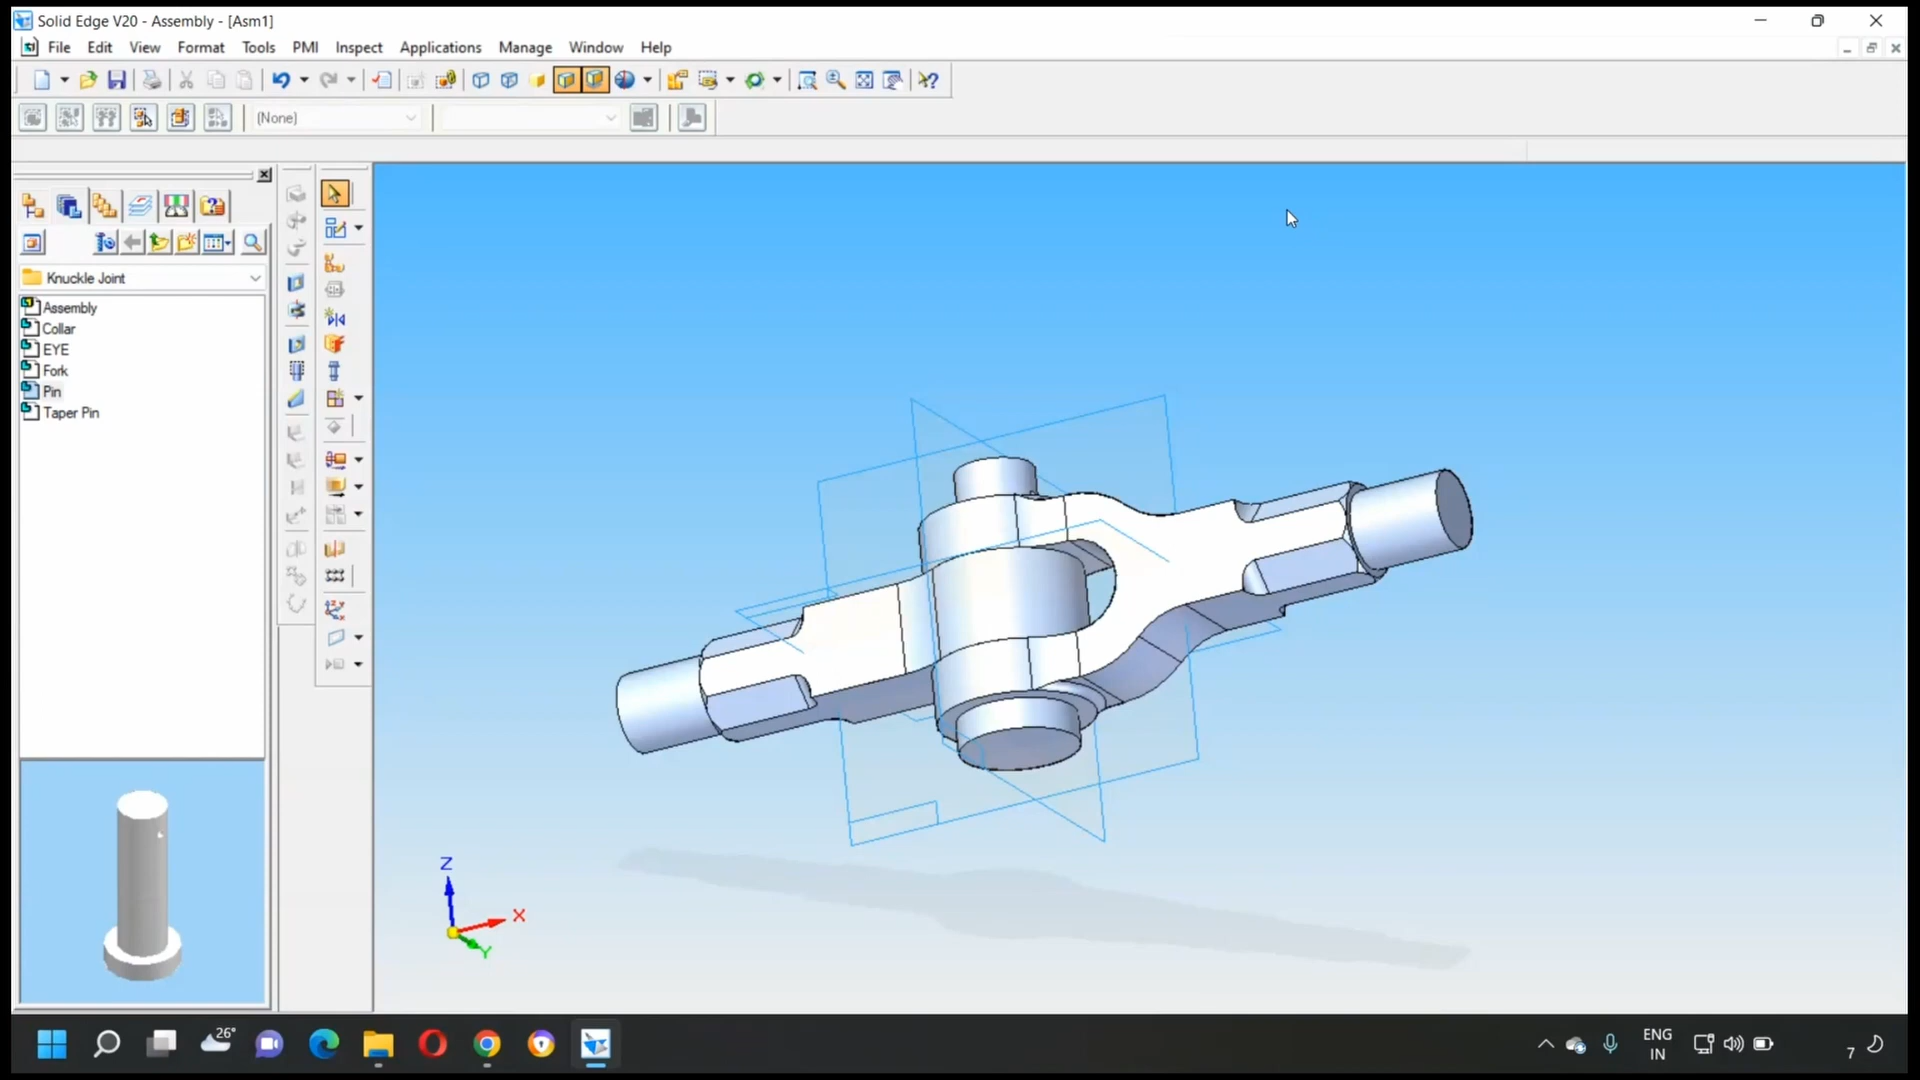 Solid Edge V20 - Assembly - [Asm1]
File Edit View Format Tools PMI Inspect Applications Manage Window Help
(None)
Knuckle Joint
Assembly
Collar
EYE
Fork
Pin
Taper Pin
Z
X
Y
26°
ENG
IN
7